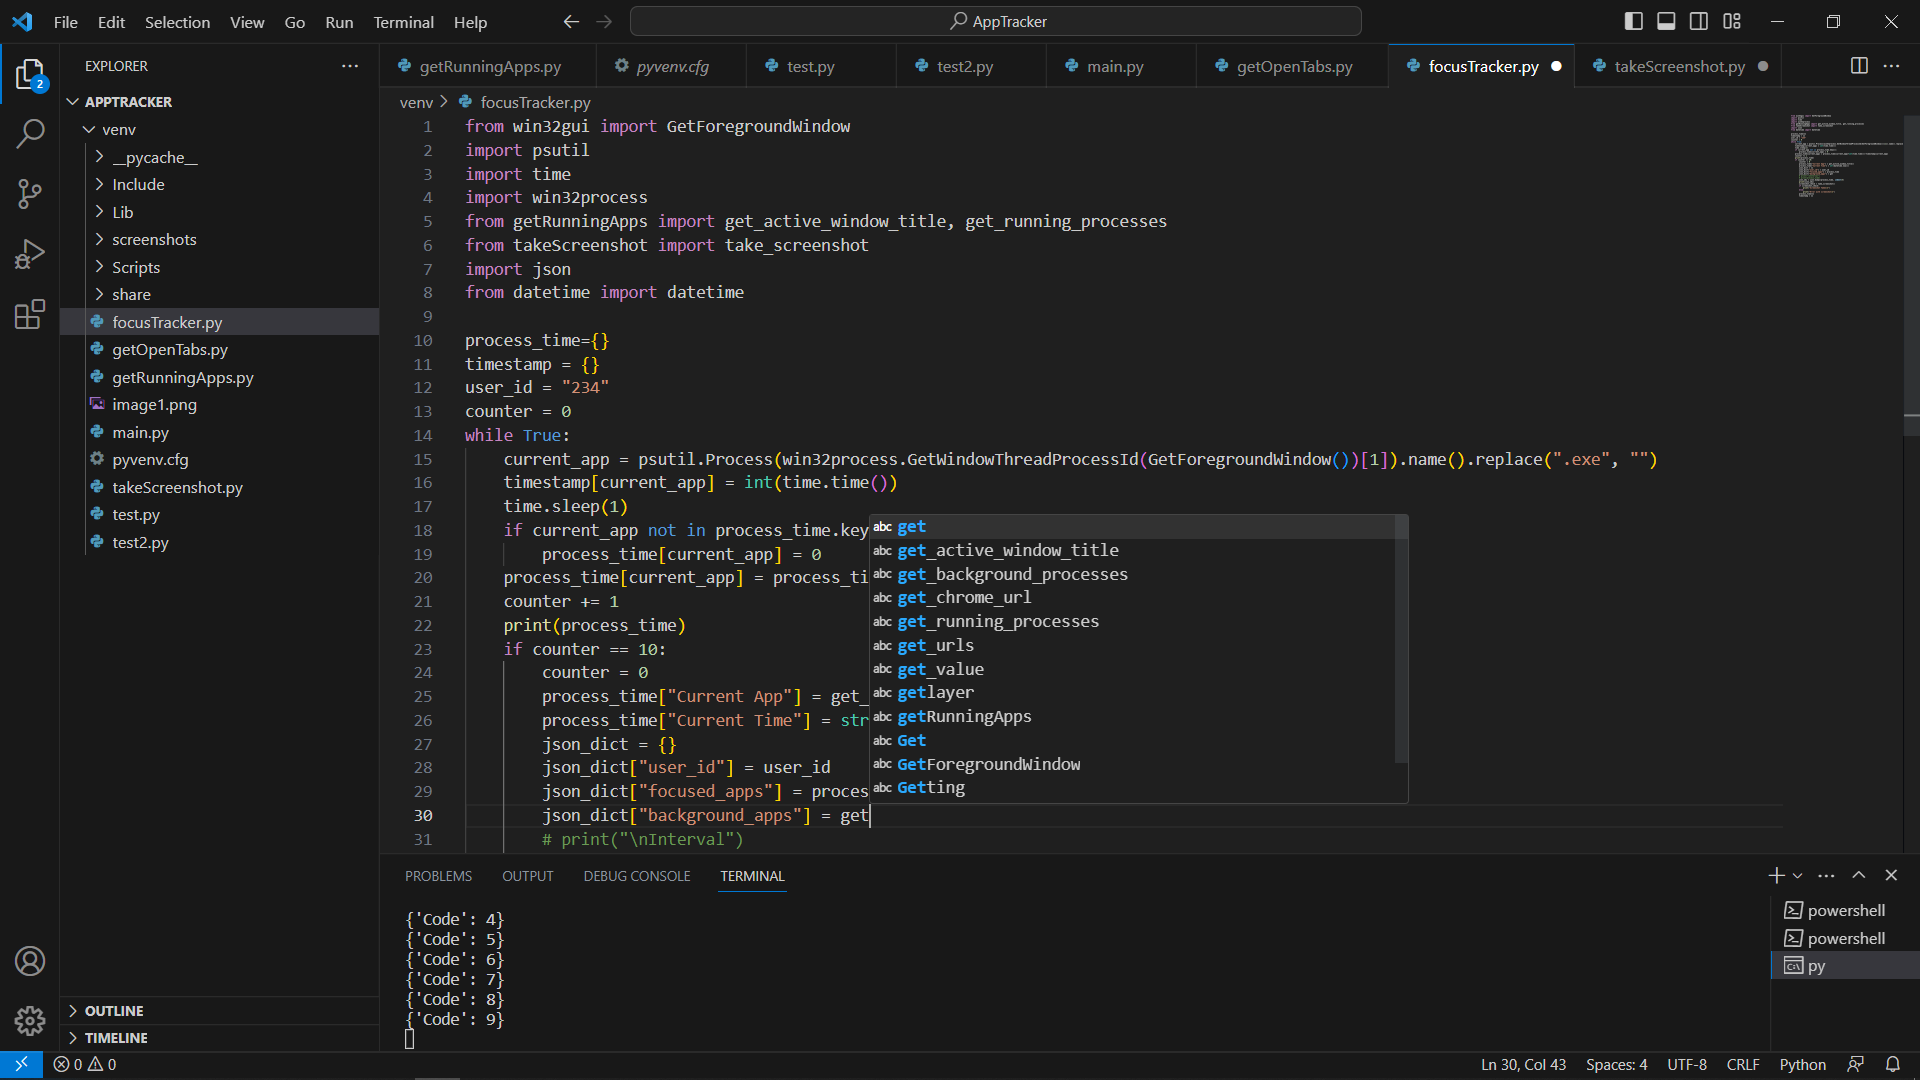 File Edit Selection View Go Run Terminal Help
AppTracker
EXPLORER
2
APPTRACKER
venv
__pycache__
Include
Lib
screenshots
Scripts
share
focusTracker.py
getOpenTabs.py
getRunningApps.py
image1.png
main.py
pyvenv.cfg
takeScreenshot.py
test.py
test2.py
OUTLINE
TIMELINE
getRunningApps.py pyvenv.cfg test.py test2.py main.py getOpenTabs.py focusTracker.py takeScreenshot.py
venv > focusTracker.py
1 from win32gui import GetForegroundWindow
2 import psutil
3 import time
4 import win32process
5 from getRunningApps import get_active_window_title, get_running_processes
6 from takeScreenshot import take_screenshot
7 import json
8 from datetime import datetime
9
10 process_time={}
11 timestamp = {}
12 user_id = "234"
13 counter = 0
14 while True:
15 current_app = psutil.Process(win32process.GetWindowThreadProcessId(GetForegroundWindow())[1]).name().replace(".exe", "")
16 timestamp[current_app] = int(time.time())
17 time.sleep(1)
18 if current_app not in process_time.key
19 process_time[current_app] = 0
20 process_time[current_app] = process_ti
21 counter += 1
22 print(process_time)
23 if counter == 10:
24 counter = 0
25 process_time["Current App"] = get_
26 process_time["Current Time"] = str
27 json_dict = {}
28 json_dict["user_id"] = user_id
29 json_dict["focused_apps"] = proces
30 json_dict["background_apps"] = get
31 # print("\nInterval")
abc get
abc get_active_window_title
abc get_background_processes
abc get_chrome_url
abc get_running_processes
abc get_urls
abc get_value
abc getlayer
abc getRunningApps
abc Get
abc GetForegroundWindow
abc Getting
PROBLEMS OUTPUT DEBUG CONSOLE TERMINAL
{'Code': 4}
{'Code': 5}
{'Code': 6}
{'Code': 7}
{'Code': 8}
{'Code': 9}
powershell
powershell
py
0 0
Ln 30, Col 43 Spaces: 4 UTF-8 CRLF Python